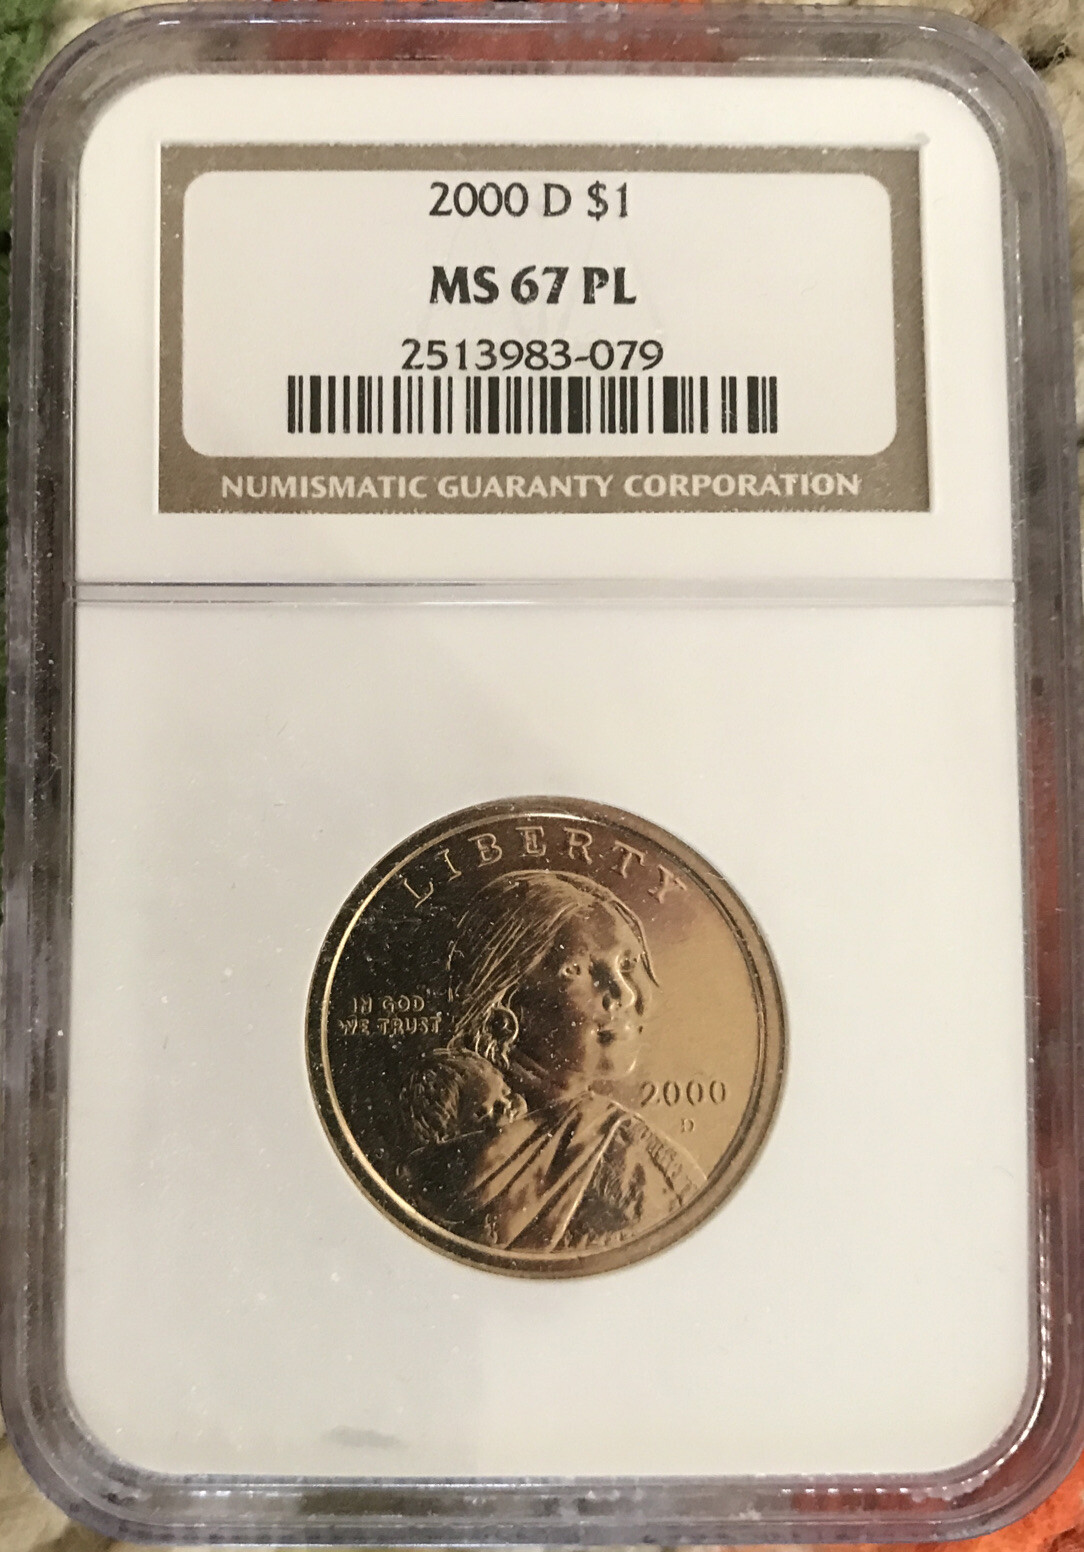 2000 D $1
MS 67 PL
2513983-079
NUMISMATIC GUARANTY CORPORATION
LIBERTY
IN GOD
WE TRUST
2000
D